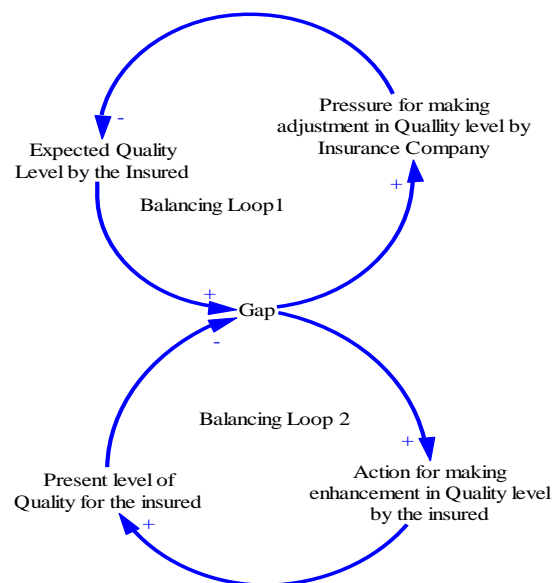 Pressure for making
adjustment in Quallity level by
Insurance Company
-
Expected Quality
Level by the Insured
+
Balancing Loop1
+
Gap
-
Balancing Loop 2
+
Present level of
Quality for the insured
Action for making
enhancement in Quality level
by the insured
+